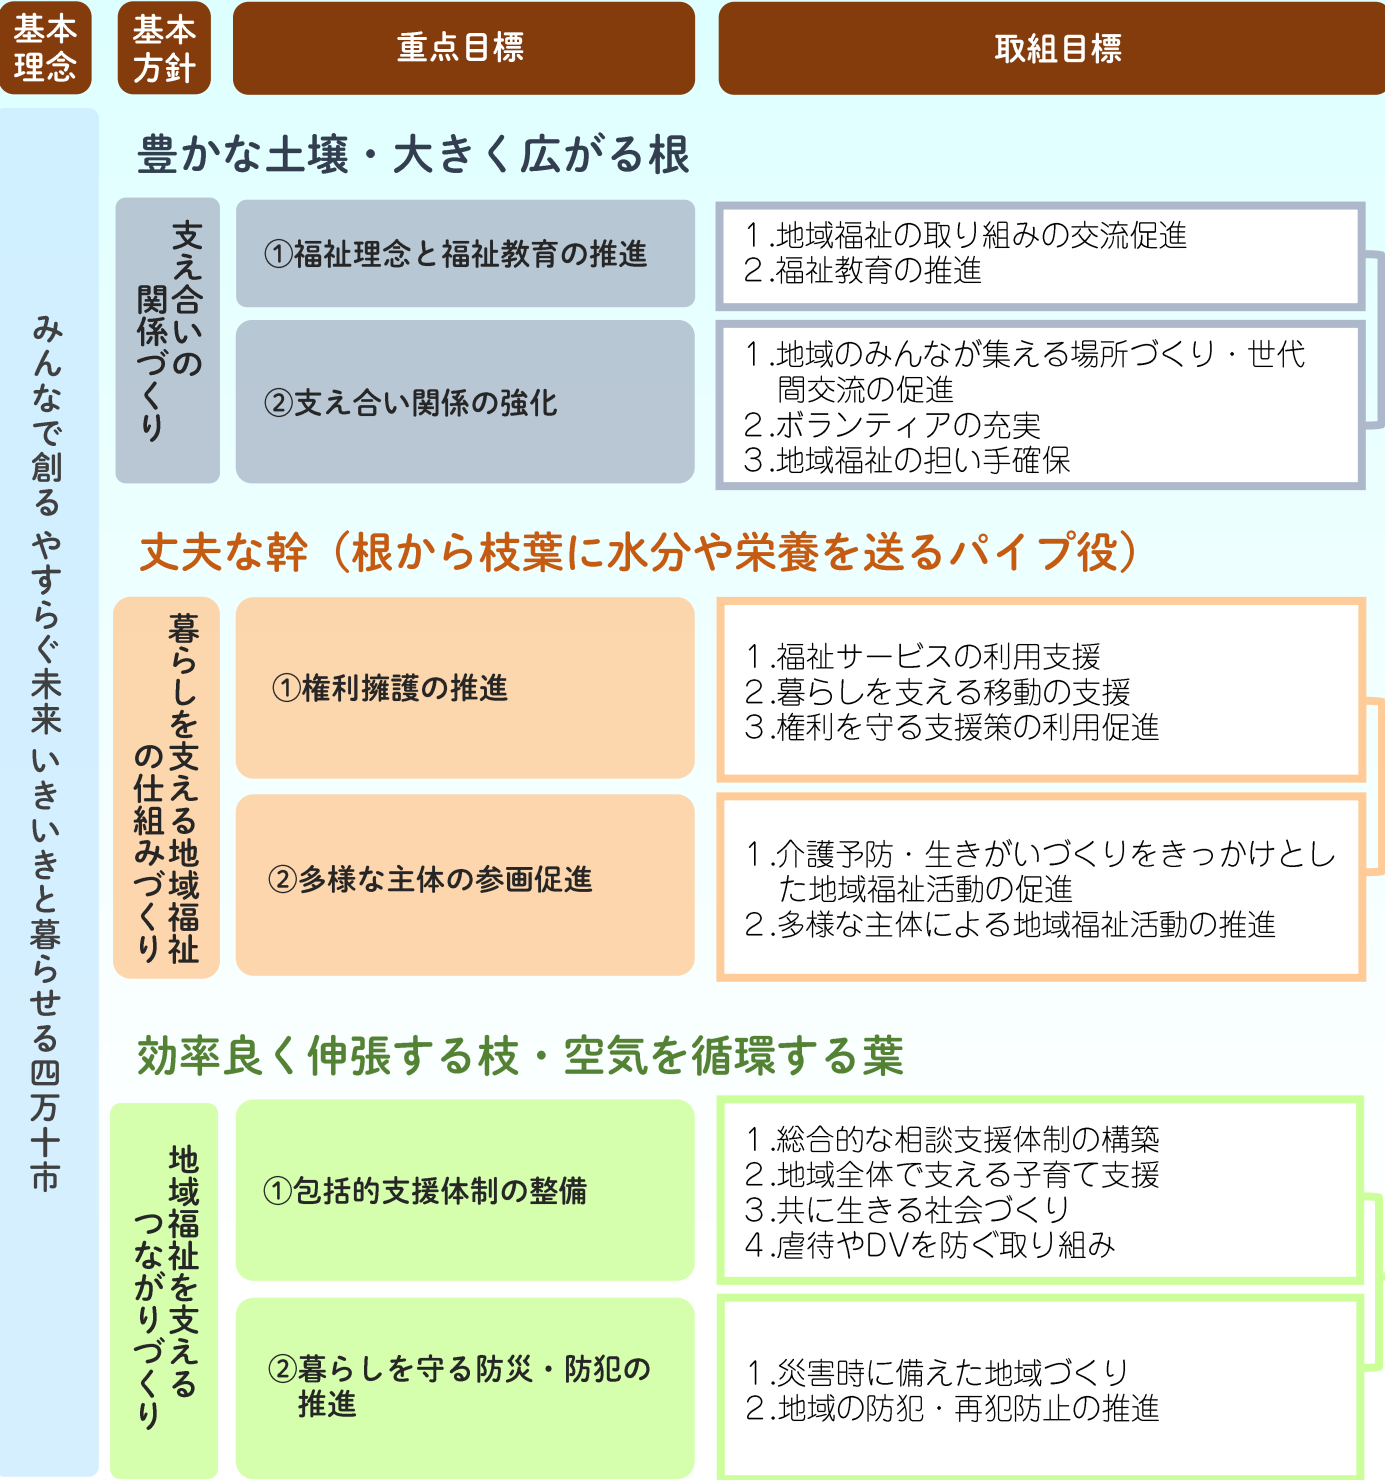 基本
理念
基本
方針
重点目標
取組目標
みんなで創る やすらぐ未来 いきいきと暮らせる四万十市
豊かな土壌・大きく広がる根
支え合いの
関係づくり
①福祉理念と福祉教育の推進
１.地域福祉の取り組みの交流促進
２.福祉教育の推進
②支え合い関係の強化
１.地域のみんなが集える場所づくり・世代
間交流の促進
２.ボランティアの充実
３.地域福祉の担い手確保
丈夫な幹（根から枝葉に水分や栄養を送るパイプ役）
暮らしを支える地域福祉
の仕組みづくり
①権利擁護の推進
１.福祉サービスの利用支援
２.暮らしを支える移動の支援
３.権利を守る支援策の利用促進
②多様な主体の参画促進
１.介護予防・生きがいづくりをきっかけとし
た地域福祉活動の促進
２.多様な主体による地域福祉活動の推進
効率良く伸張する枝・空気を循環する葉
地域福祉を支える
つながりづくり
①包括的支援体制の整備
１.総合的な相談支援体制の構築
２.地域全体で支える子育て支援
３.共に生きる社会づくり
４.虐待やDVを防ぐ取り組み
②暮らしを守る防災・防犯の
推進
１.災害時に備えた地域づくり
２.地域の防犯・再犯防止の推進